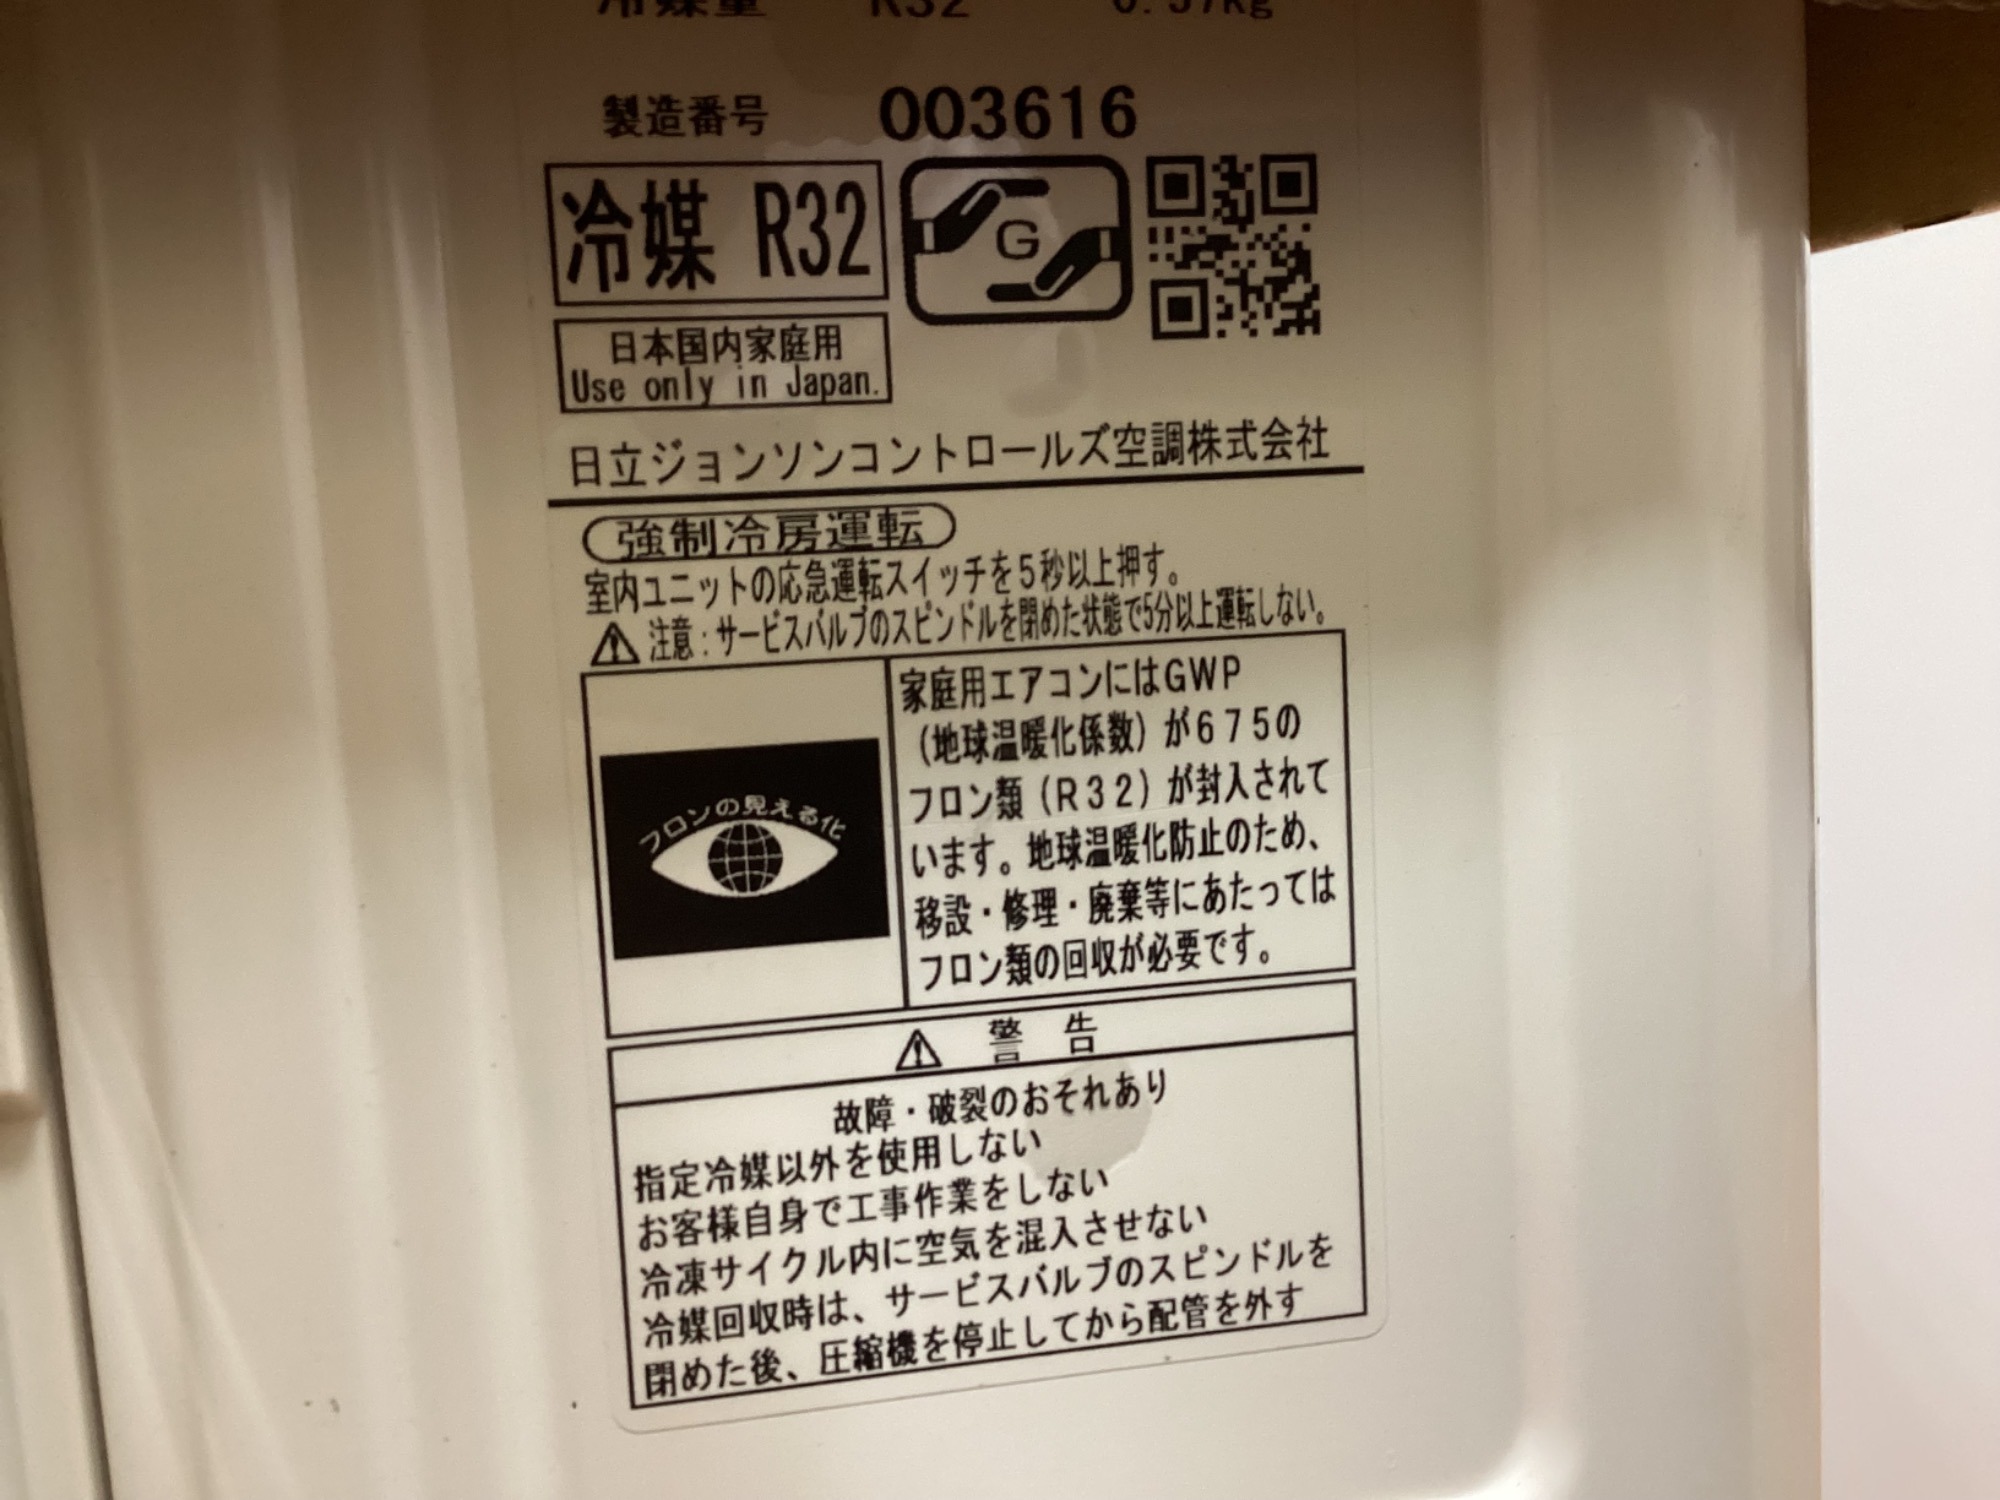 冷媒量 R32 0.57kg
製造番号 003616
冷媒 R32
G
日本国内家庭用
Use only in Japan.
日立ジョンソンコントロールズ空調株式会社
強制冷房運転
室内ユニットの応急運転スイッチを5秒以上押す。
注意：サービスバルブのスピンドルを閉めた状態で5分以上運転しない。
フロンの見える化
家庭用エアコンにはGWP
（地球温暖化係数）が675の
フロン類（R32）が封入されて
います。地球温暖化防止のため、
移設・修理・廃棄等にあたっては
フロン類の回収が必要です。
警告
故障・破裂のおそれあり
指定冷媒以外を使用しない
お客様自身で工事作業をしない
冷凍サイクル内に空気を混入させない
冷媒回収時は、サービスバルブのスピンドルを
閉めた後、圧縮機を停止してから配管を外す